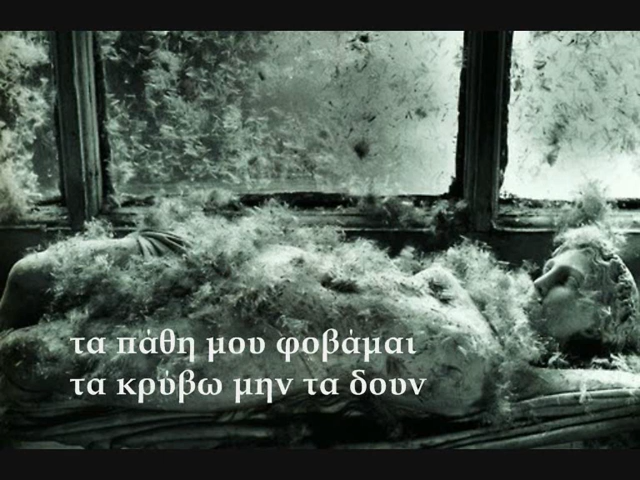 τα πάθη μου φοβάμαι
τα κρύβω μην τα δουν